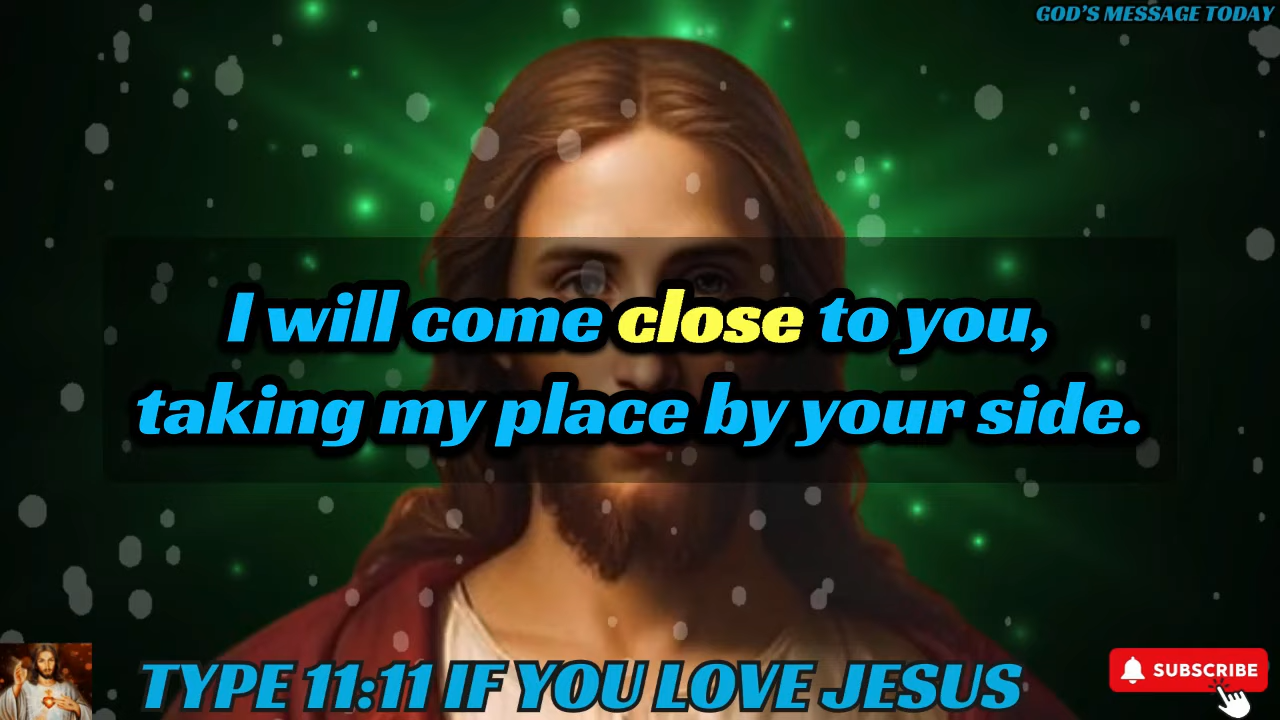 GOD'S MESSAGE TODAY
I will come close to you,
taking my place by your side.
TYPE 11:11 IF YOU LOVE JESUS
SUBSCRIBE